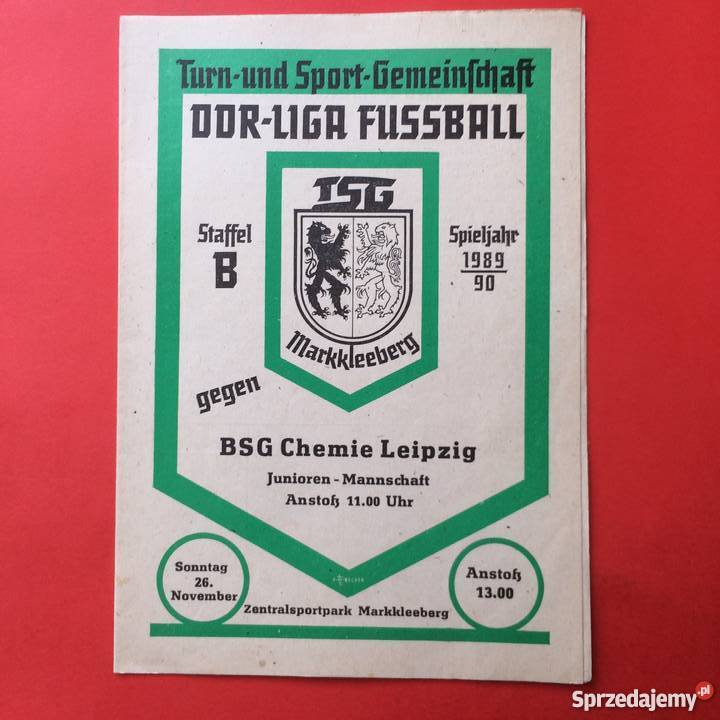 Turn-und Sport-Gemeinschaft
DDR-LIGA FUSSBALL
TSG
Staffel
B
Spieljahr
1989
90
Markkleeberg
gegen
BSG Chemie Leipzig
Junioren-Mannschaft
Anstoß 11.00 Uhr
Sonntag
26.
November
Anstoß
13.00
Zentralsportpark Markkleeberg
Sprzedajemy.pl